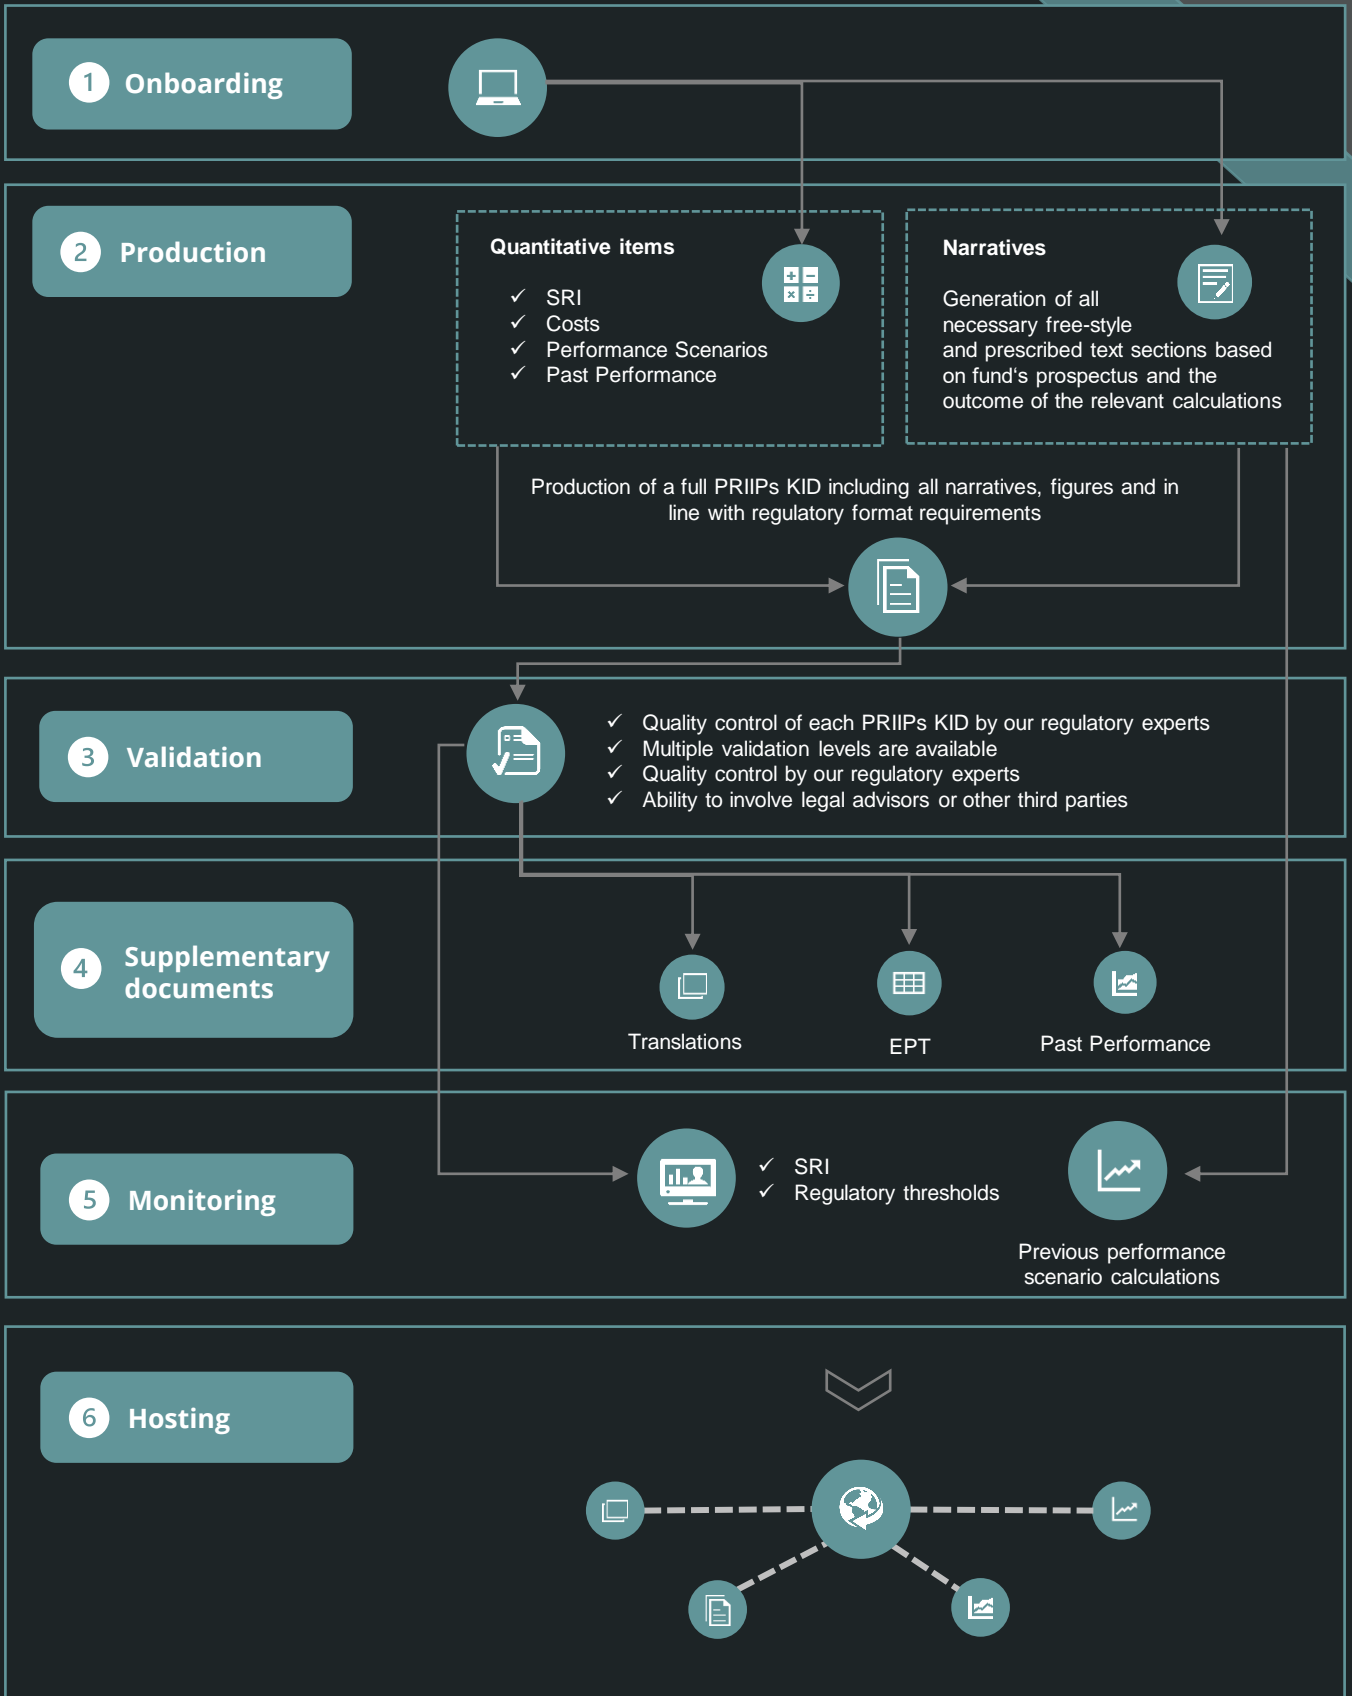 1 Onboarding
2 Production
Quantitative items
✓ SRI
✓ Costs
✓ Performance Scenarios
✓ Past Performance
Narratives
Generation of all
necessary free-style
and prescribed text sections based
on fund‘s prospectus and the
outcome of the relevant calculations
Production of a full PRIIPs KID including all narratives, figures and in
line with regulatory format requirements
3 Validation
✓ Quality control of each PRIIPs KID by our regulatory experts
✓ Multiple validation levels are available
✓ Quality control by our regulatory experts
✓ Ability to involve legal advisors or other third parties
4 Supplementary
documents
Translations
EPT
Past Performance
5 Monitoring
✓ SRI
✓ Regulatory thresholds
Previous performance
scenario calculations
6 Hosting